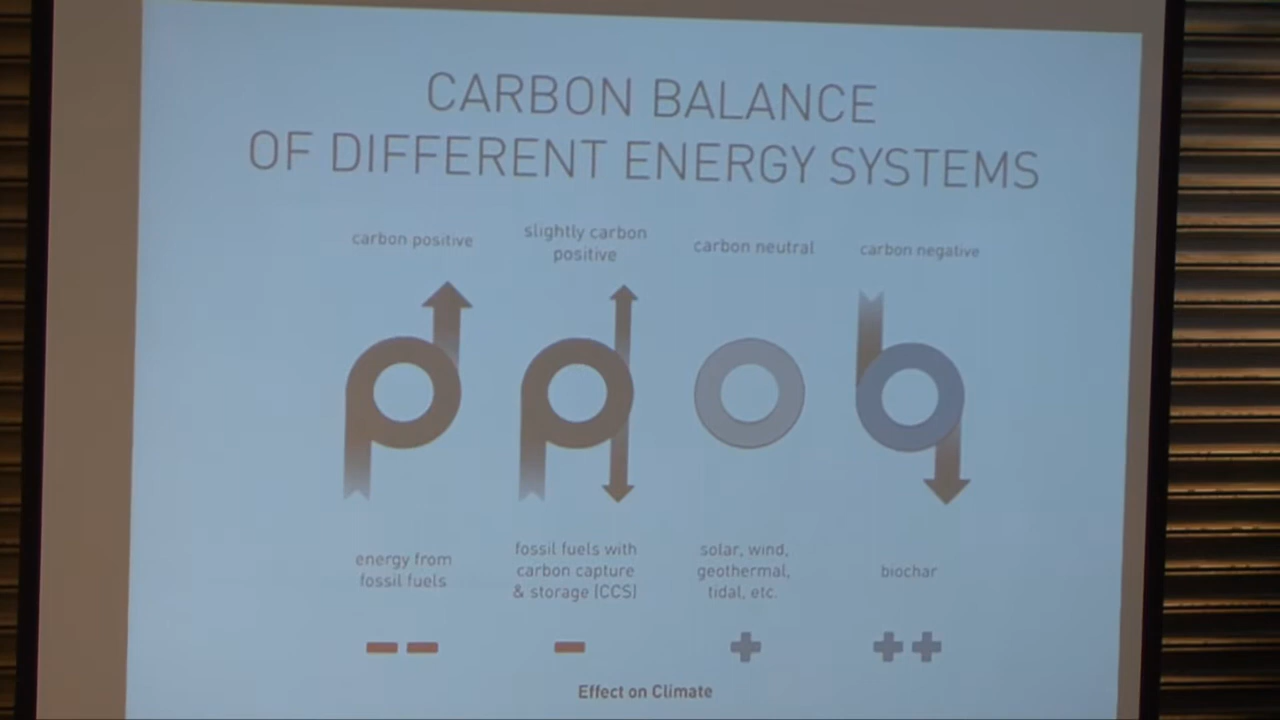 CARBON BALANCE
OF DIFFERENT ENERGY SYSTEMS
carbon positive
slightly carbon
positive
carbon neutral
carbon negative
energy from
fossil fuels
fossil fuels with
carbon capture
& storage (CCS)
solar, wind,
geothermal,
tidal, etc.
biochar
Effect on Climate